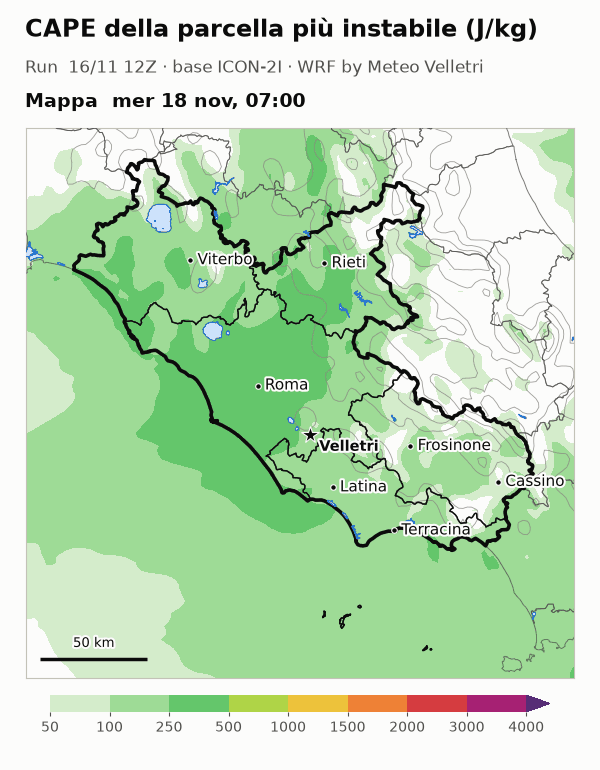 CAPE della parcella più instabile (J/kg)
Run  16/11 12Z · base ICON-2I · WRF by Meteo Velletri
Mappa  mer 18 nov, 07:00
Viterbo
Rieti
Roma
Velletri
Frosinone
Cassino
Latina
Terracina
50 km
50 100 250 500 1000 1500 2000 3000 4000